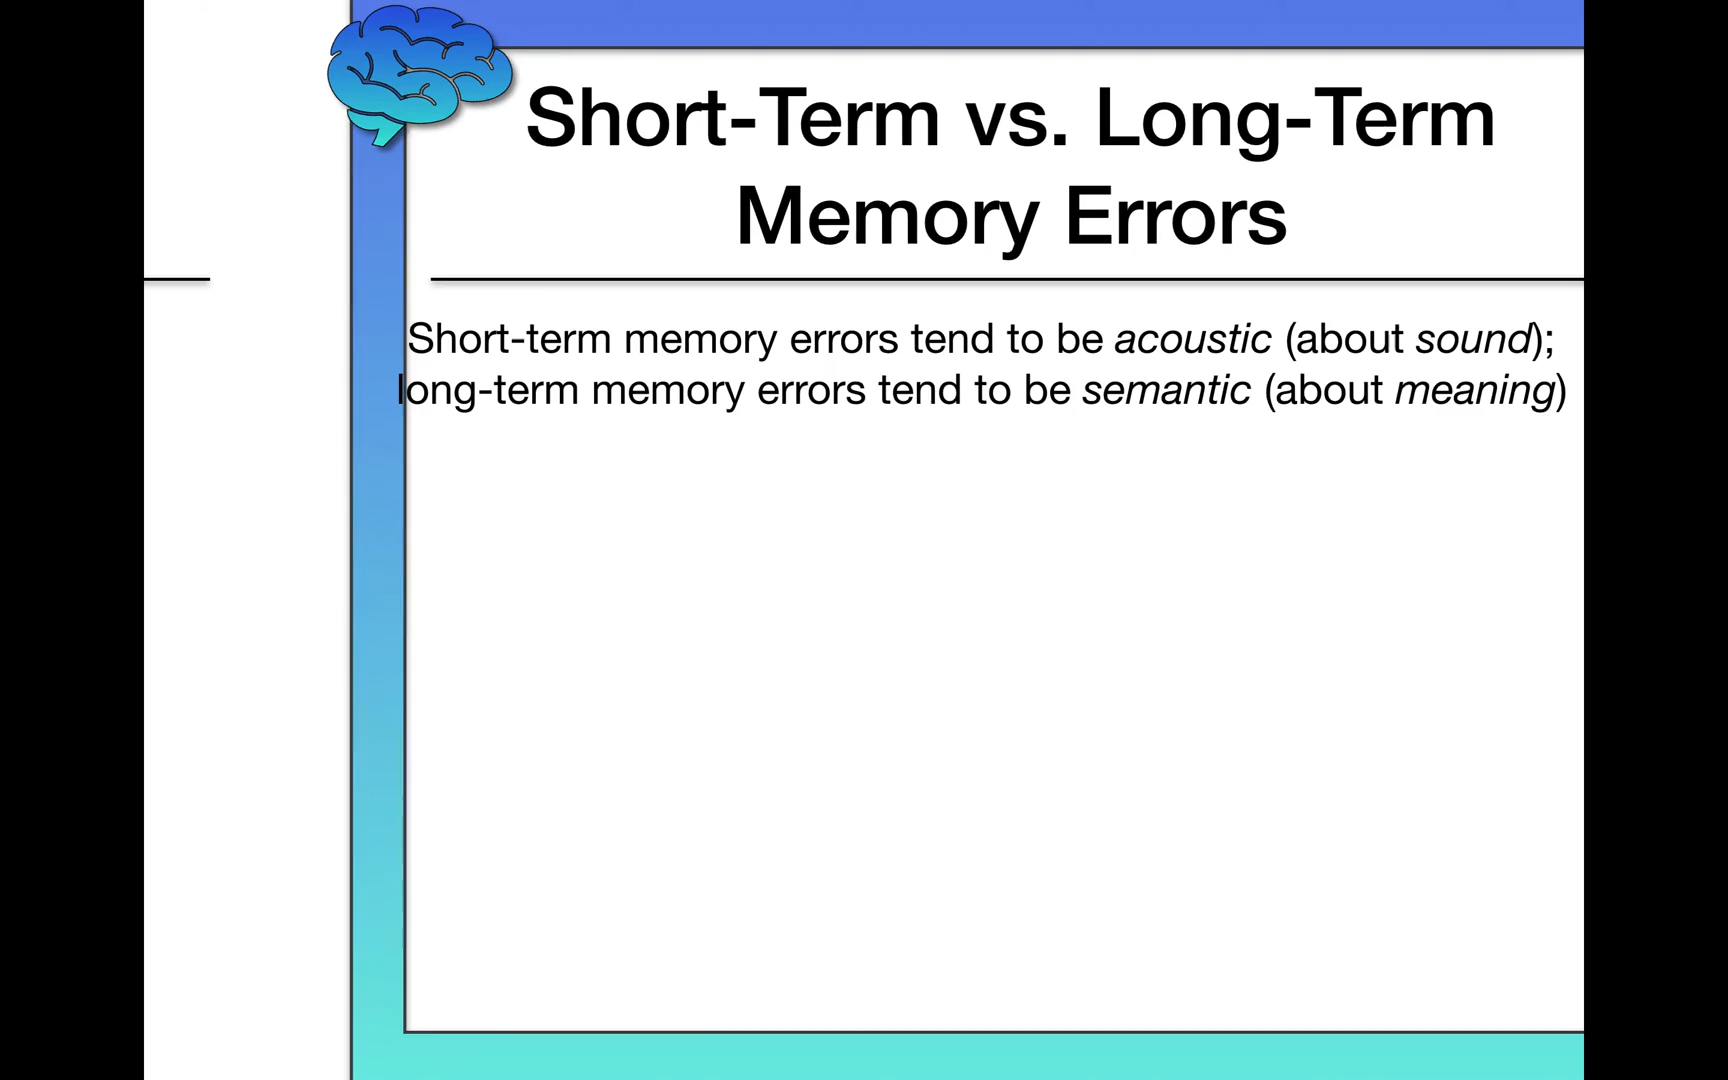 Short-Term vs. Long-Term
Memory Errors
Short-term memory errors tend to be acoustic (about sound);
long-term memory errors tend to be semantic (about meaning)